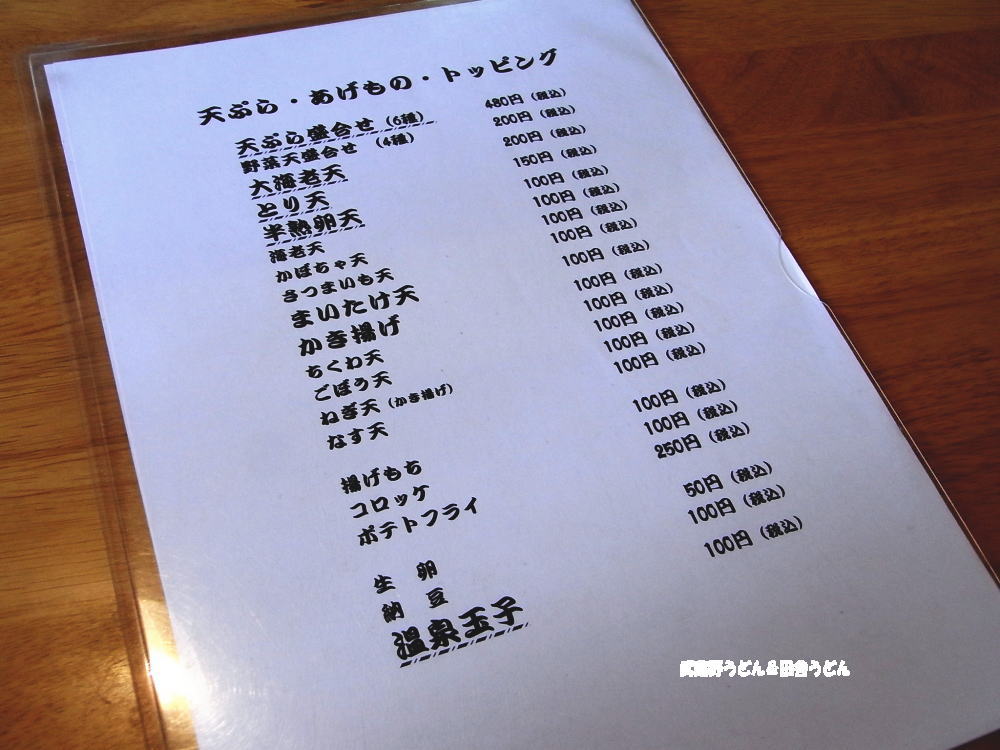 天ぷら・あげもの・トッピング
天ぷら盛合せ（6種） 480円（税込）
野菜天盛合せ（4種） 200円（税込）
大海老天 200円（税込）
とり天 150円（税込）
半熟卵天 100円（税込）
海老天 100円（税込）
かぼちゃ天 100円（税込）
さつまいも天 100円（税込）
まいたけ天 100円（税込）
かき揚げ 100円（税込）
ちくわ天 100円（税込）
ごぼう天 100円（税込）
ねぎ天（かき揚げ） 100円（税込）
なす天 100円（税込）
揚げもち 100円（税込）
コロッケ 100円（税込）
ポテトフライ 250円（税込）
生　卵 50円（税込）
納　豆 100円（税込）
温泉玉子 100円（税込）
武蔵野うどん＆田舎うどん